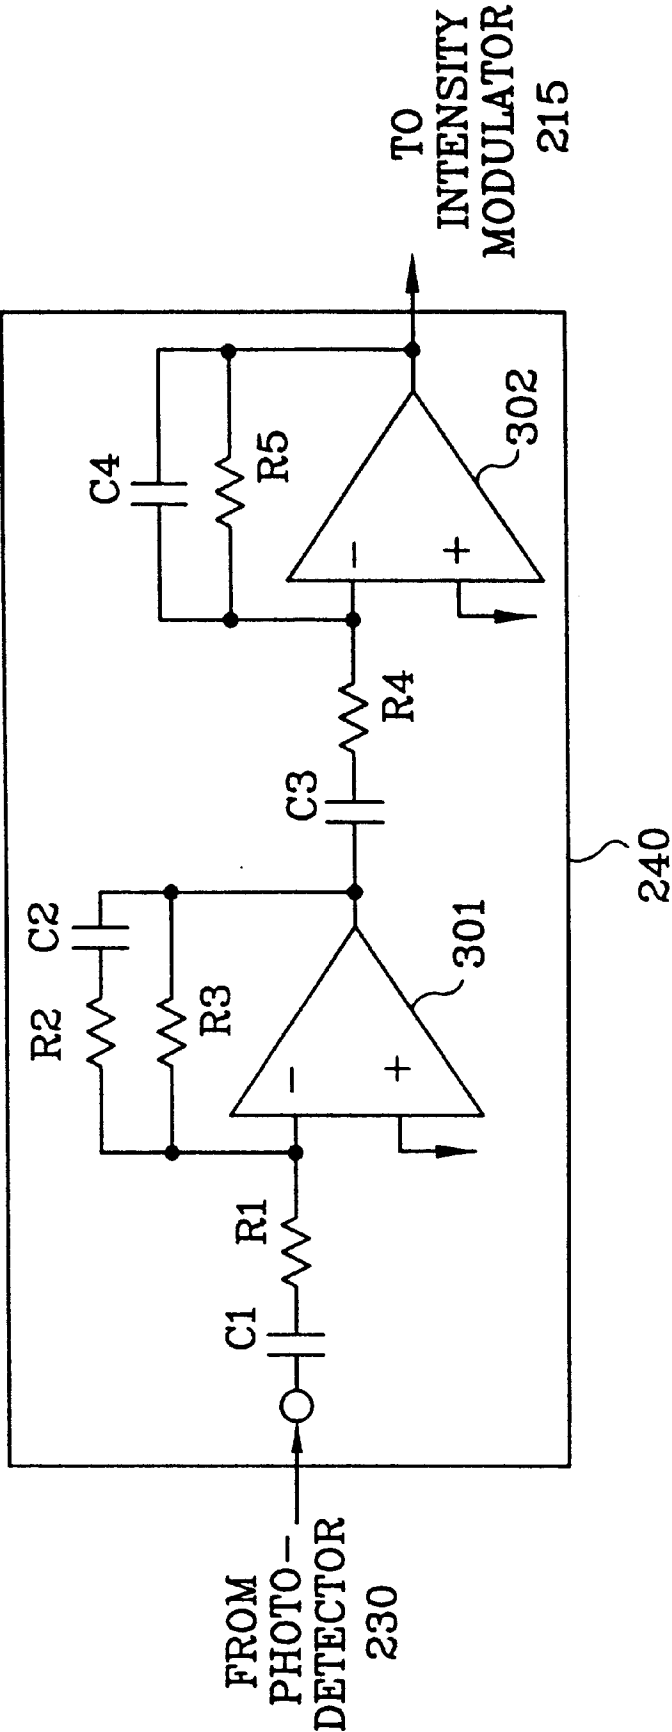 FROM
PHOTO-
DETECTOR
230
C1
R1
R2
C2
R3
−
+
301
C3
R4
C4
R5
−
+
302
240
TO
INTENSITY
MODULATOR
215